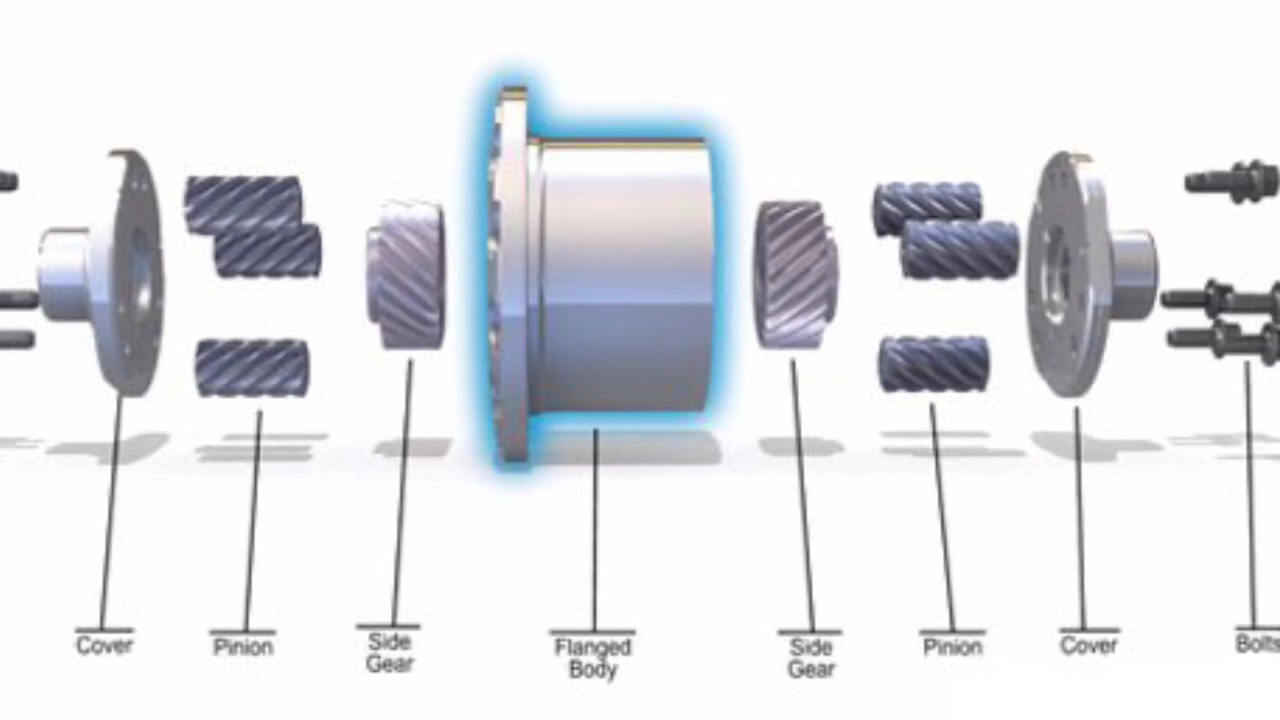 Cover
Pinion
Side
Gear
Flanged
Body
Side
Gear
Pinion
Cover
Bolts